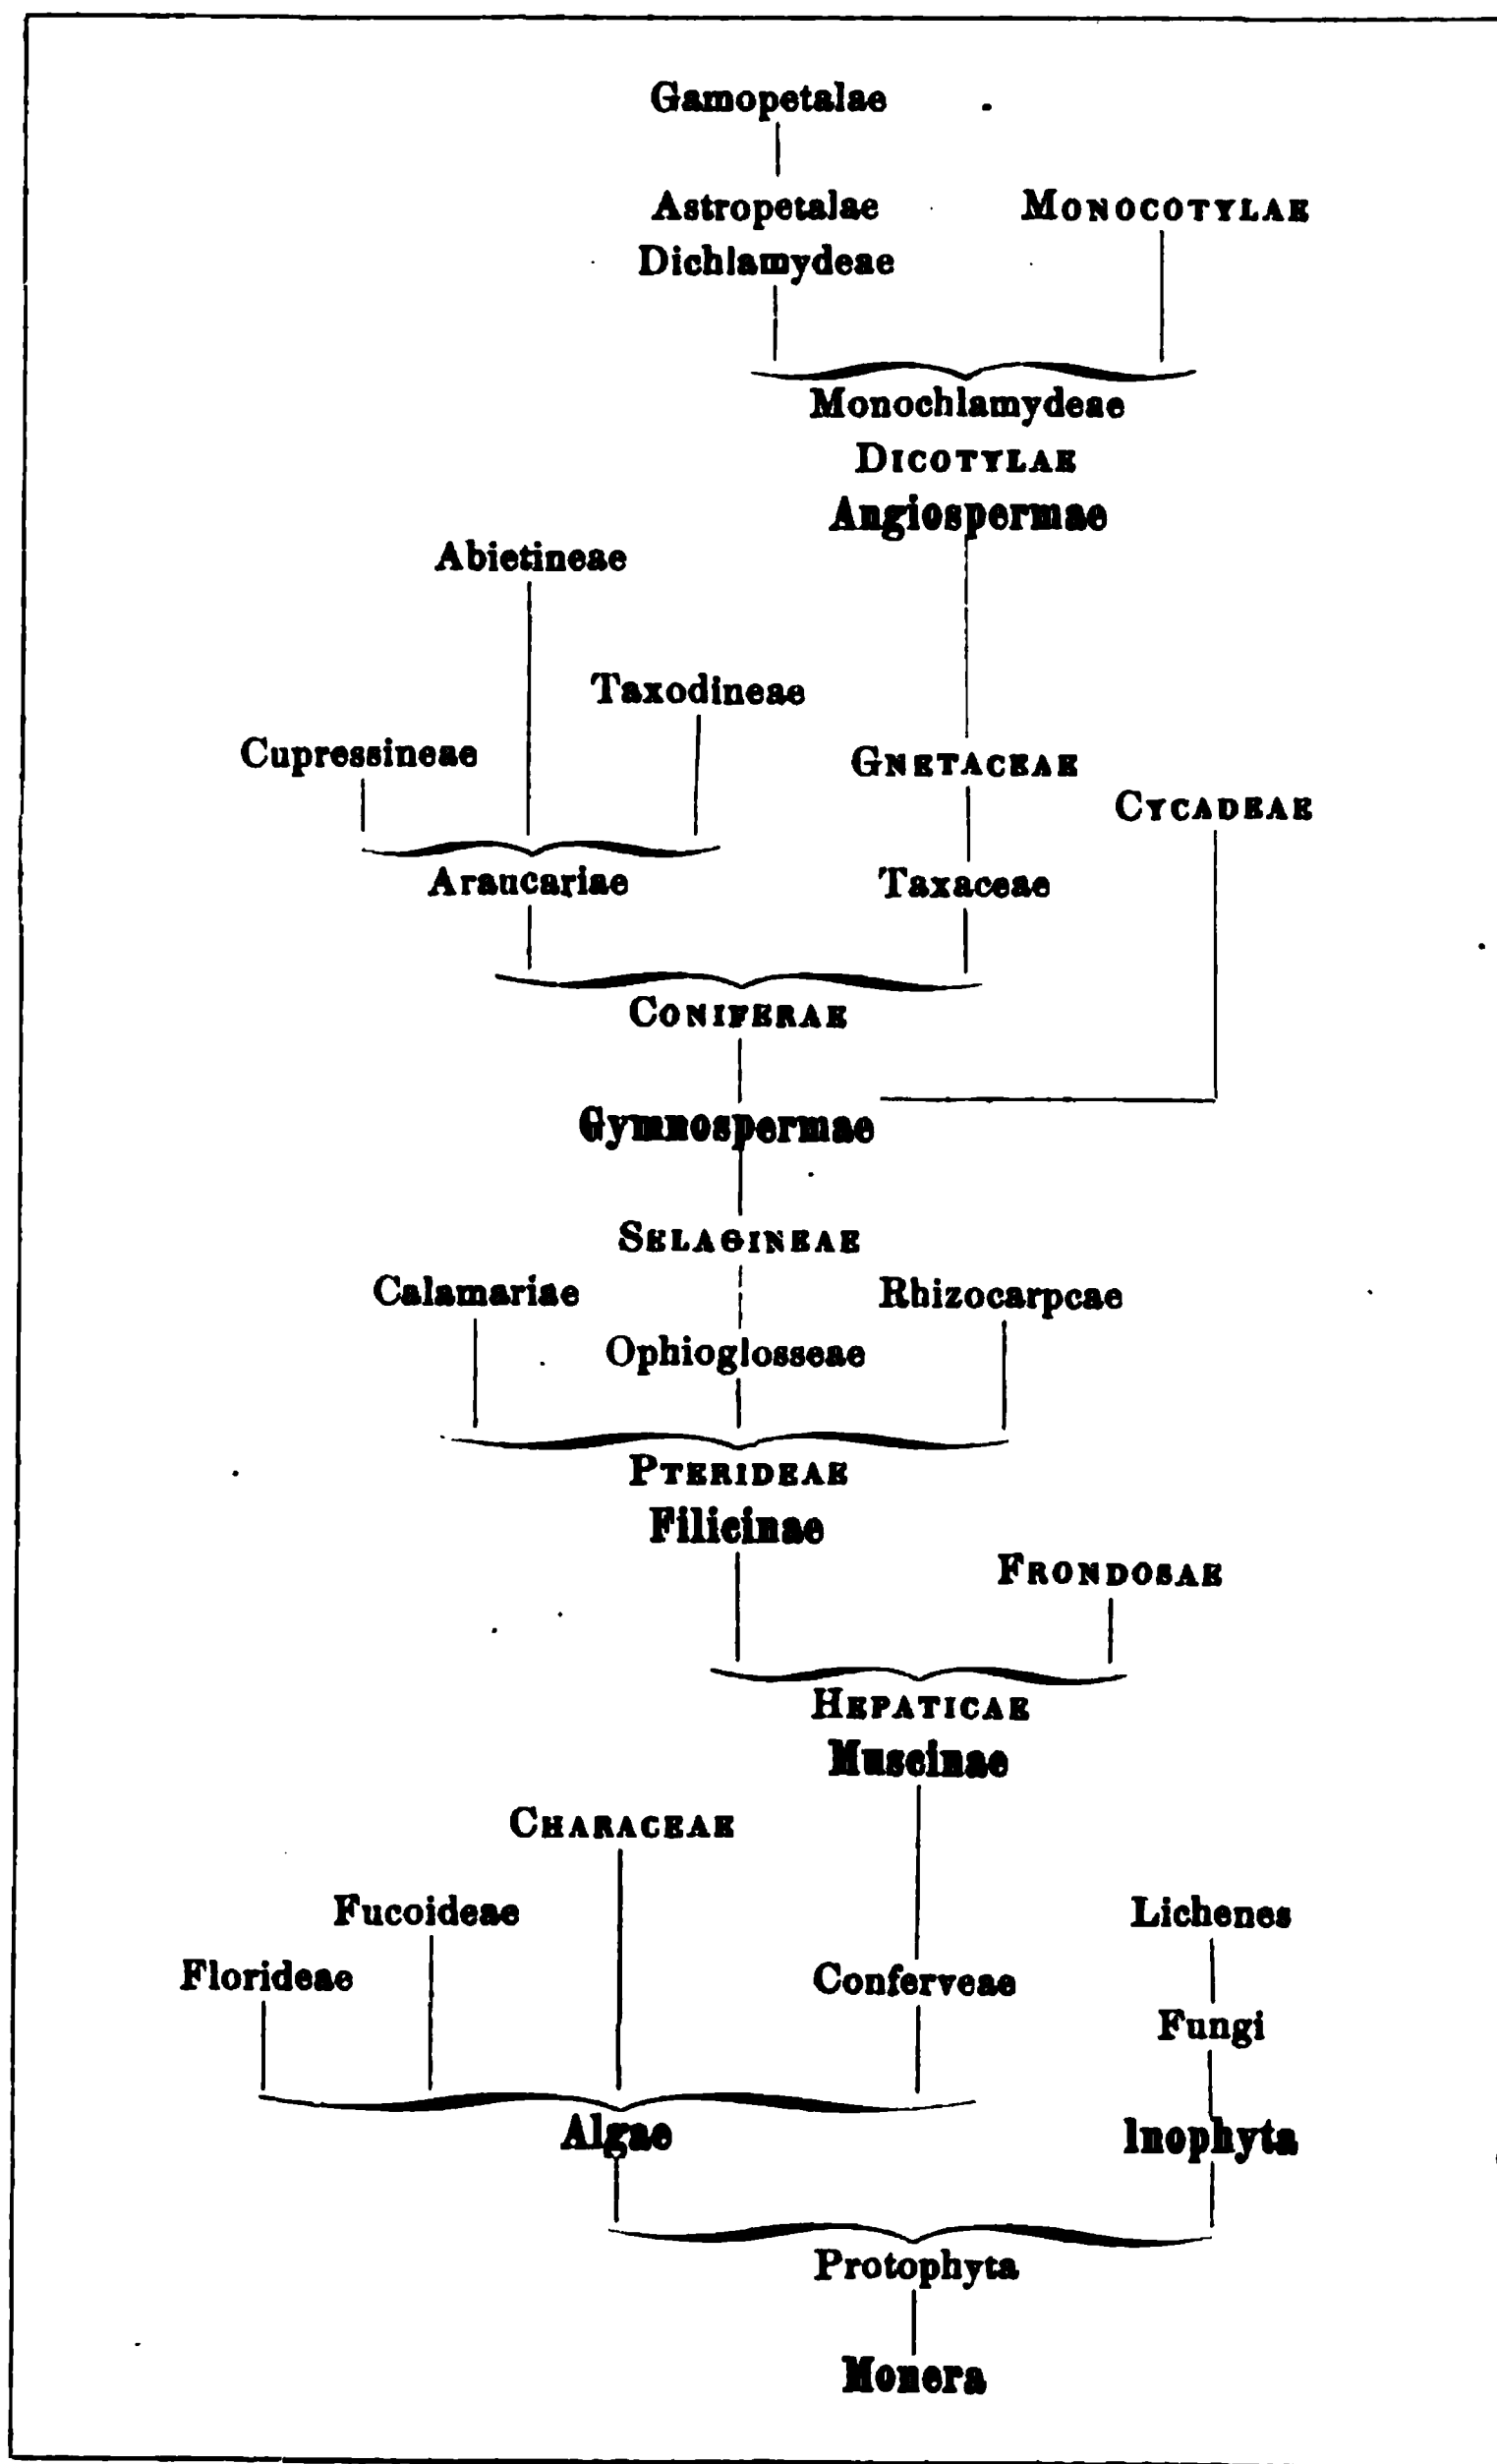 Gamopetalae
Astropetalae
MONOCOTYLAE
Dichlamydeae
Monochlamydeae
DICOTYLAE
Angiospermae
Abietineae
Taxodineae
Cupressineae
GNETACEAE
CYCADEAE
Araucariae
Taxaceae
CONIFERAE
Gymnospermae
SELAGINEAE
Calamariae
Rhizocarpeae
Ophioglosseae
PTERIDEAE
Filicinae
FRONDOSAE
HEPATICAE
Muscinae
CHARACEAE
Fucoideae
Lichenes
Florideae
Conferveae
Fungi
Algae
Inophyta
Protophyta
Monera